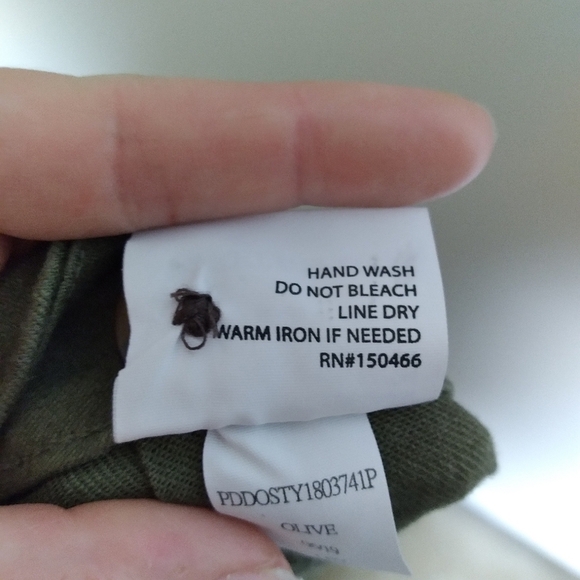 HAND WASH
DO NOT BLEACH
LINE DRY
WARM IRON IF NEEDED
RN#150466
PDDOSTY1803741P
OLIVE